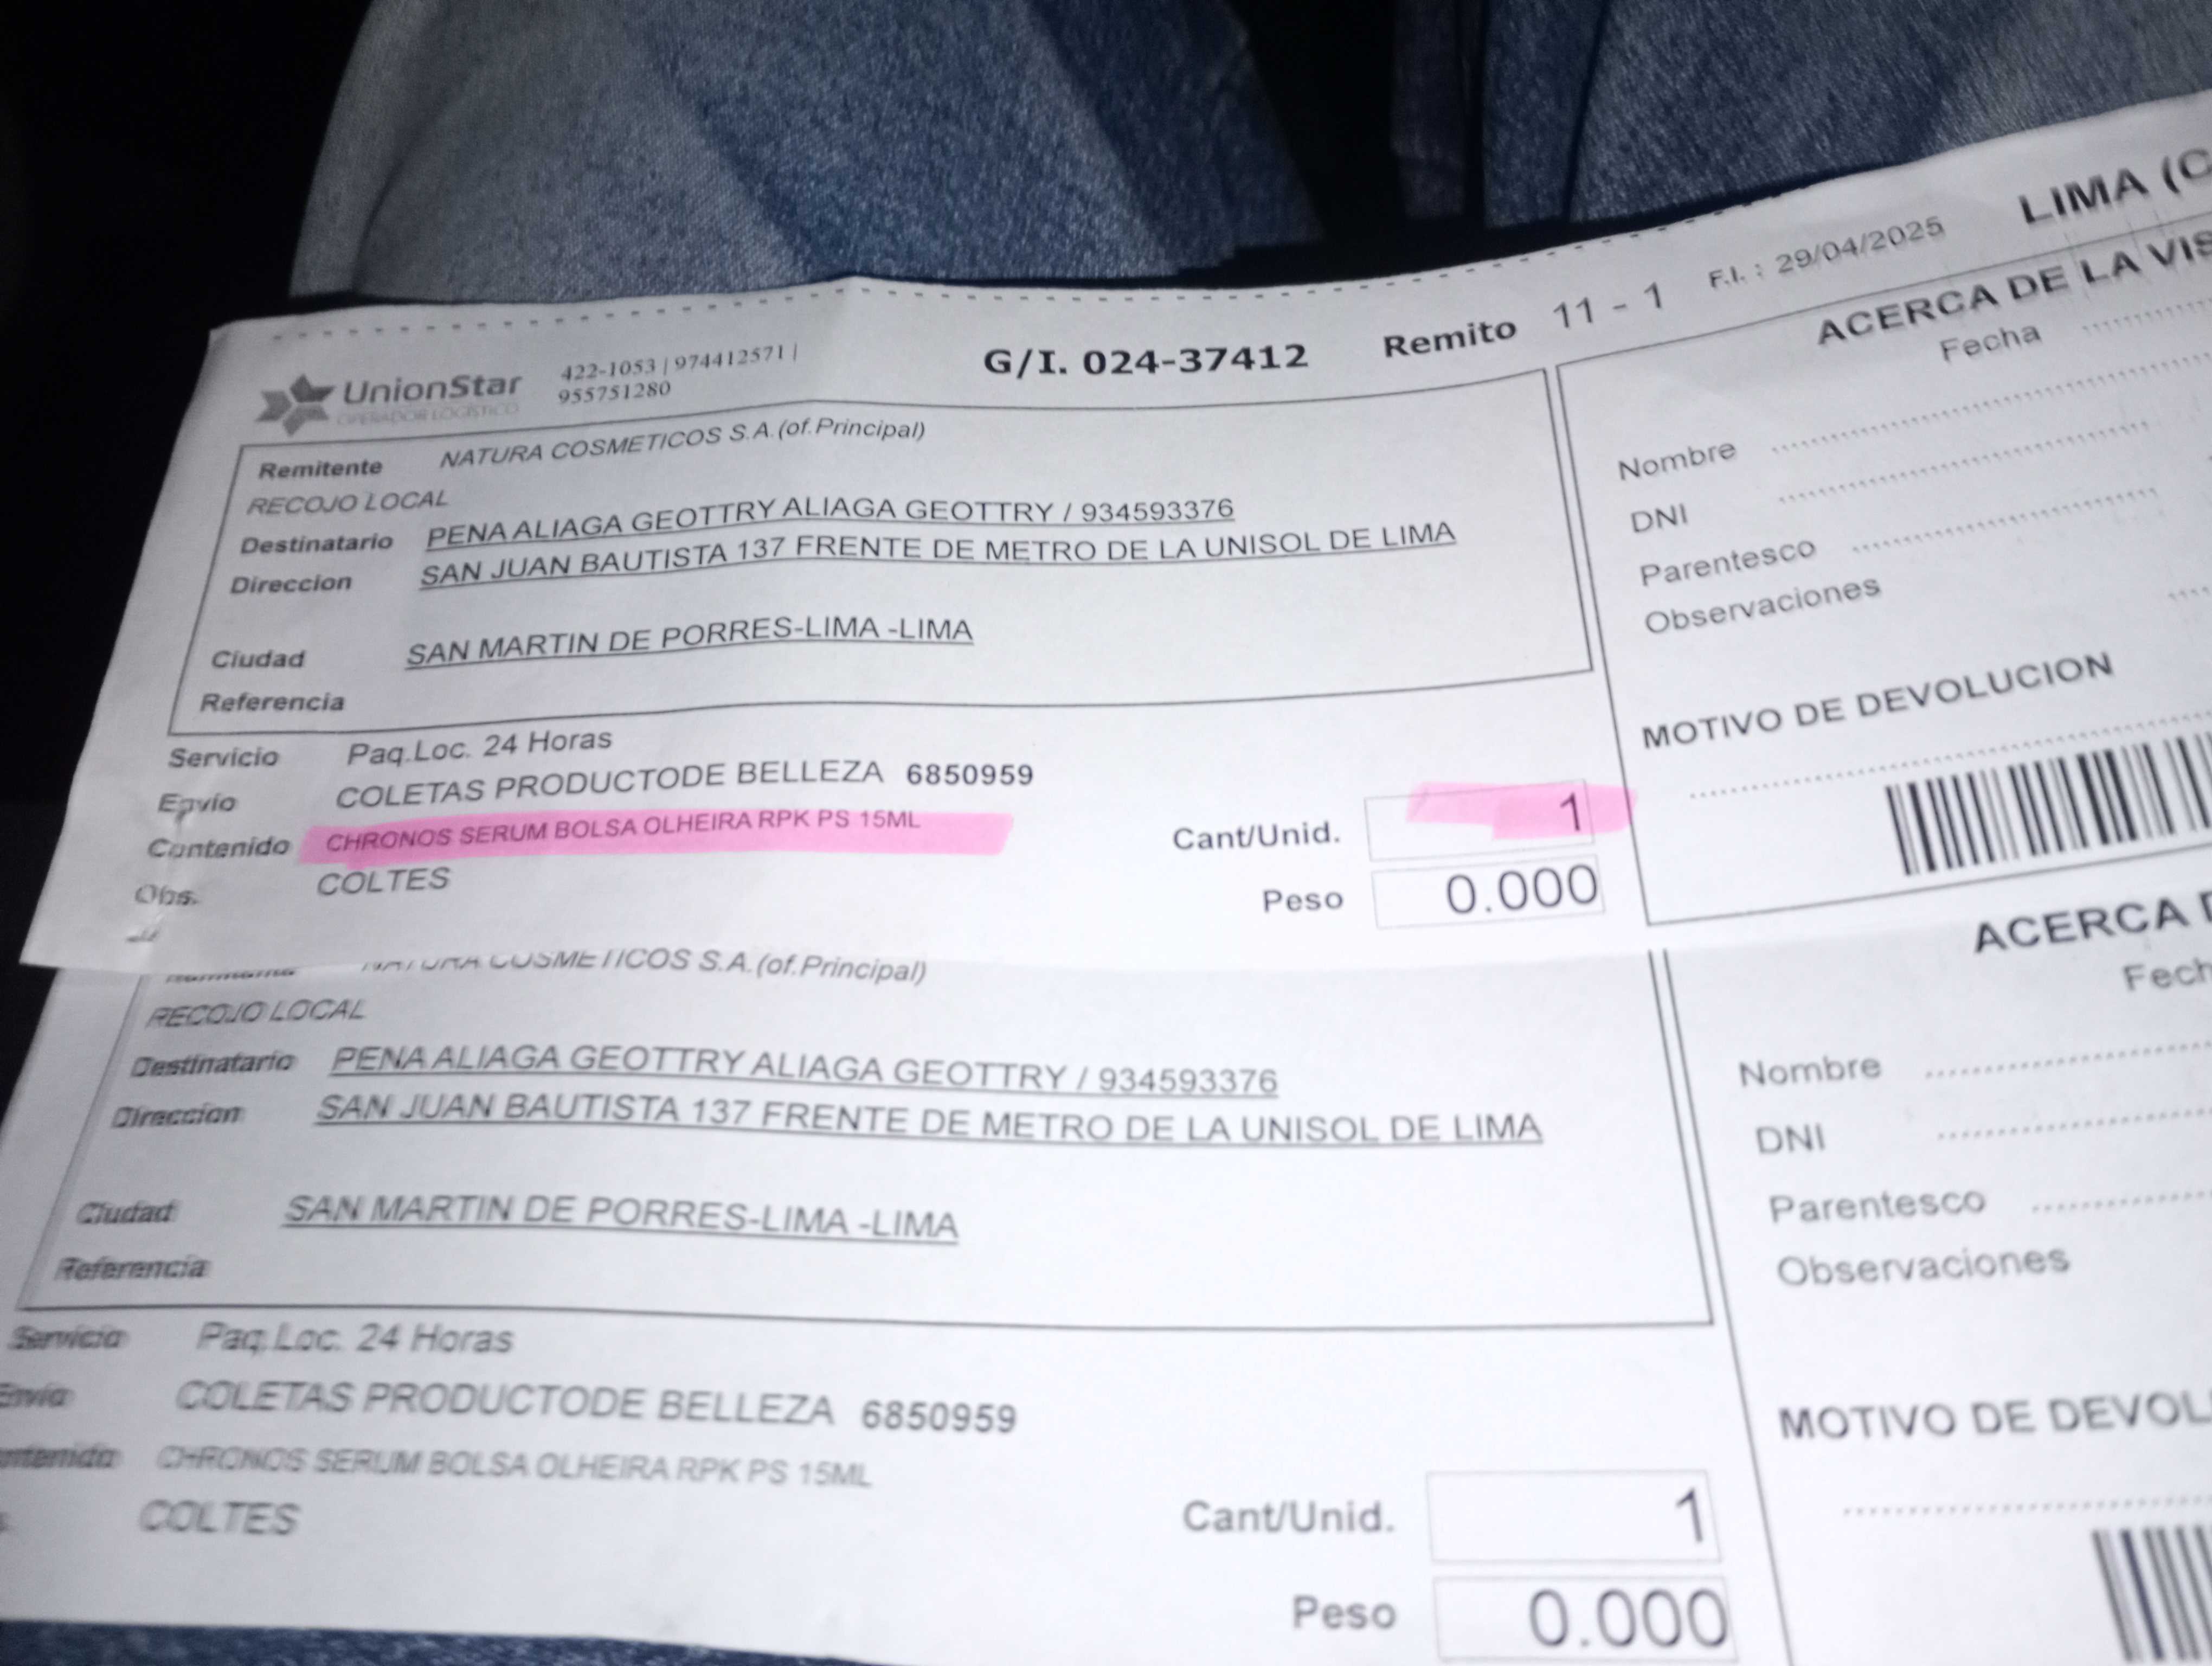 LIMA (C
G/I. 024-37412 Remito 11 - 1 F.I. : 29/04/2025
UnionStar 422-1053 | 974412571 |
OPERADOR LOGISTICO 955751280
Remitente NATURA COSMETICOS S.A.(of.Principal)
RECOJO LOCAL
Destinatario PENA ALIAGA GEOTTRY ALIAGA GEOTTRY / 934593376
Direccion SAN JUAN BAUTISTA 137 FRENTE DE METRO DE LA UNISOL DE LIMA
Ciudad SAN MARTIN DE PORRES-LIMA -LIMA
Referencia
Servicio Paq.Loc. 24 Horas
Envio COLETAS PRODUCTODE BELLEZA 6850959
Contenido CHRONOS SERUM BOLSA OLHEIRA RPK PS 15ML
Obs. COLTES
Cant/Unid. 1
Peso 0.000
ACERCA DE LA VIS
Fecha
Nombre
DNI
Parentesco
Observaciones
MOTIVO DE DEVOLUCION
NATURA COSMETICOS S.A.(of.Principal)
RECOJO LOCAL
Destinatario PENA ALIAGA GEOTTRY ALIAGA GEOTTRY / 934593376
Direccion SAN JUAN BAUTISTA 137 FRENTE DE METRO DE LA UNISOL DE LIMA
Ciudad SAN MARTIN DE PORRES-LIMA -LIMA
Referencia
Servicio Paq.Loc. 24 Horas
Envio COLETAS PRODUCTODE BELLEZA 6850959
ntenido CHRONOS SERUM BOLSA OLHEIRA RPK PS 15ML
COLTES
Cant/Unid. 1
Peso 0.000
ACERCA D
Fech
Nombre
DNI
Parentesco
Observaciones
MOTIVO DE DEVOL